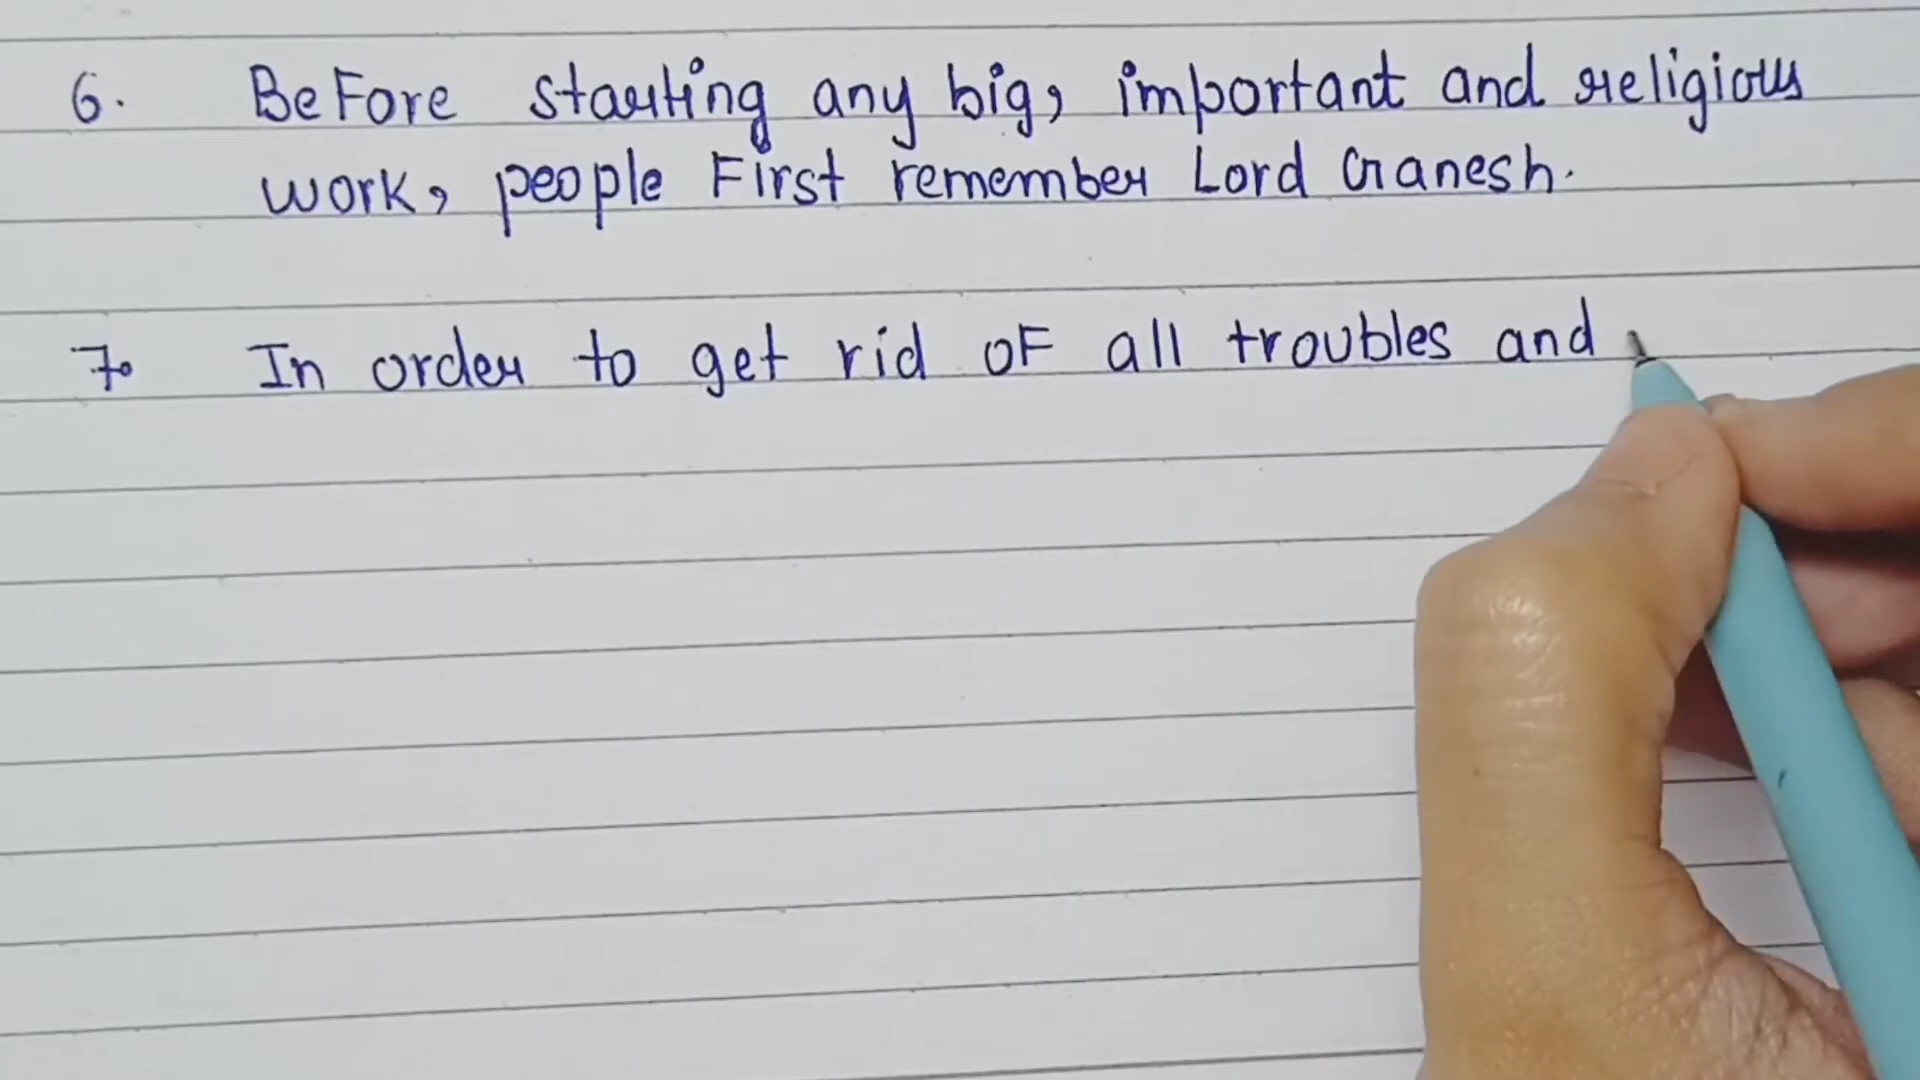 6. BeFore starting any big, important and religious
work, people First remember Lord Ganesh.
7. In order to get rid oF all troubles and